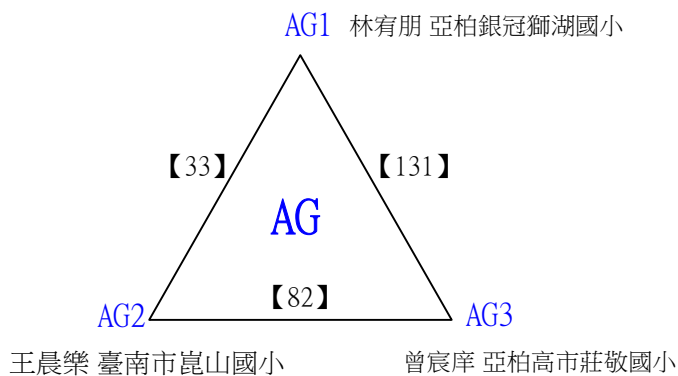 AG1 林宥朋 亞柏銀冠獅湖國小
【33】 【131】
AG
【82】
AG2 AG3
王晨樂 臺南市崑山國小 曾宸庠 亞柏高市莊敬國小